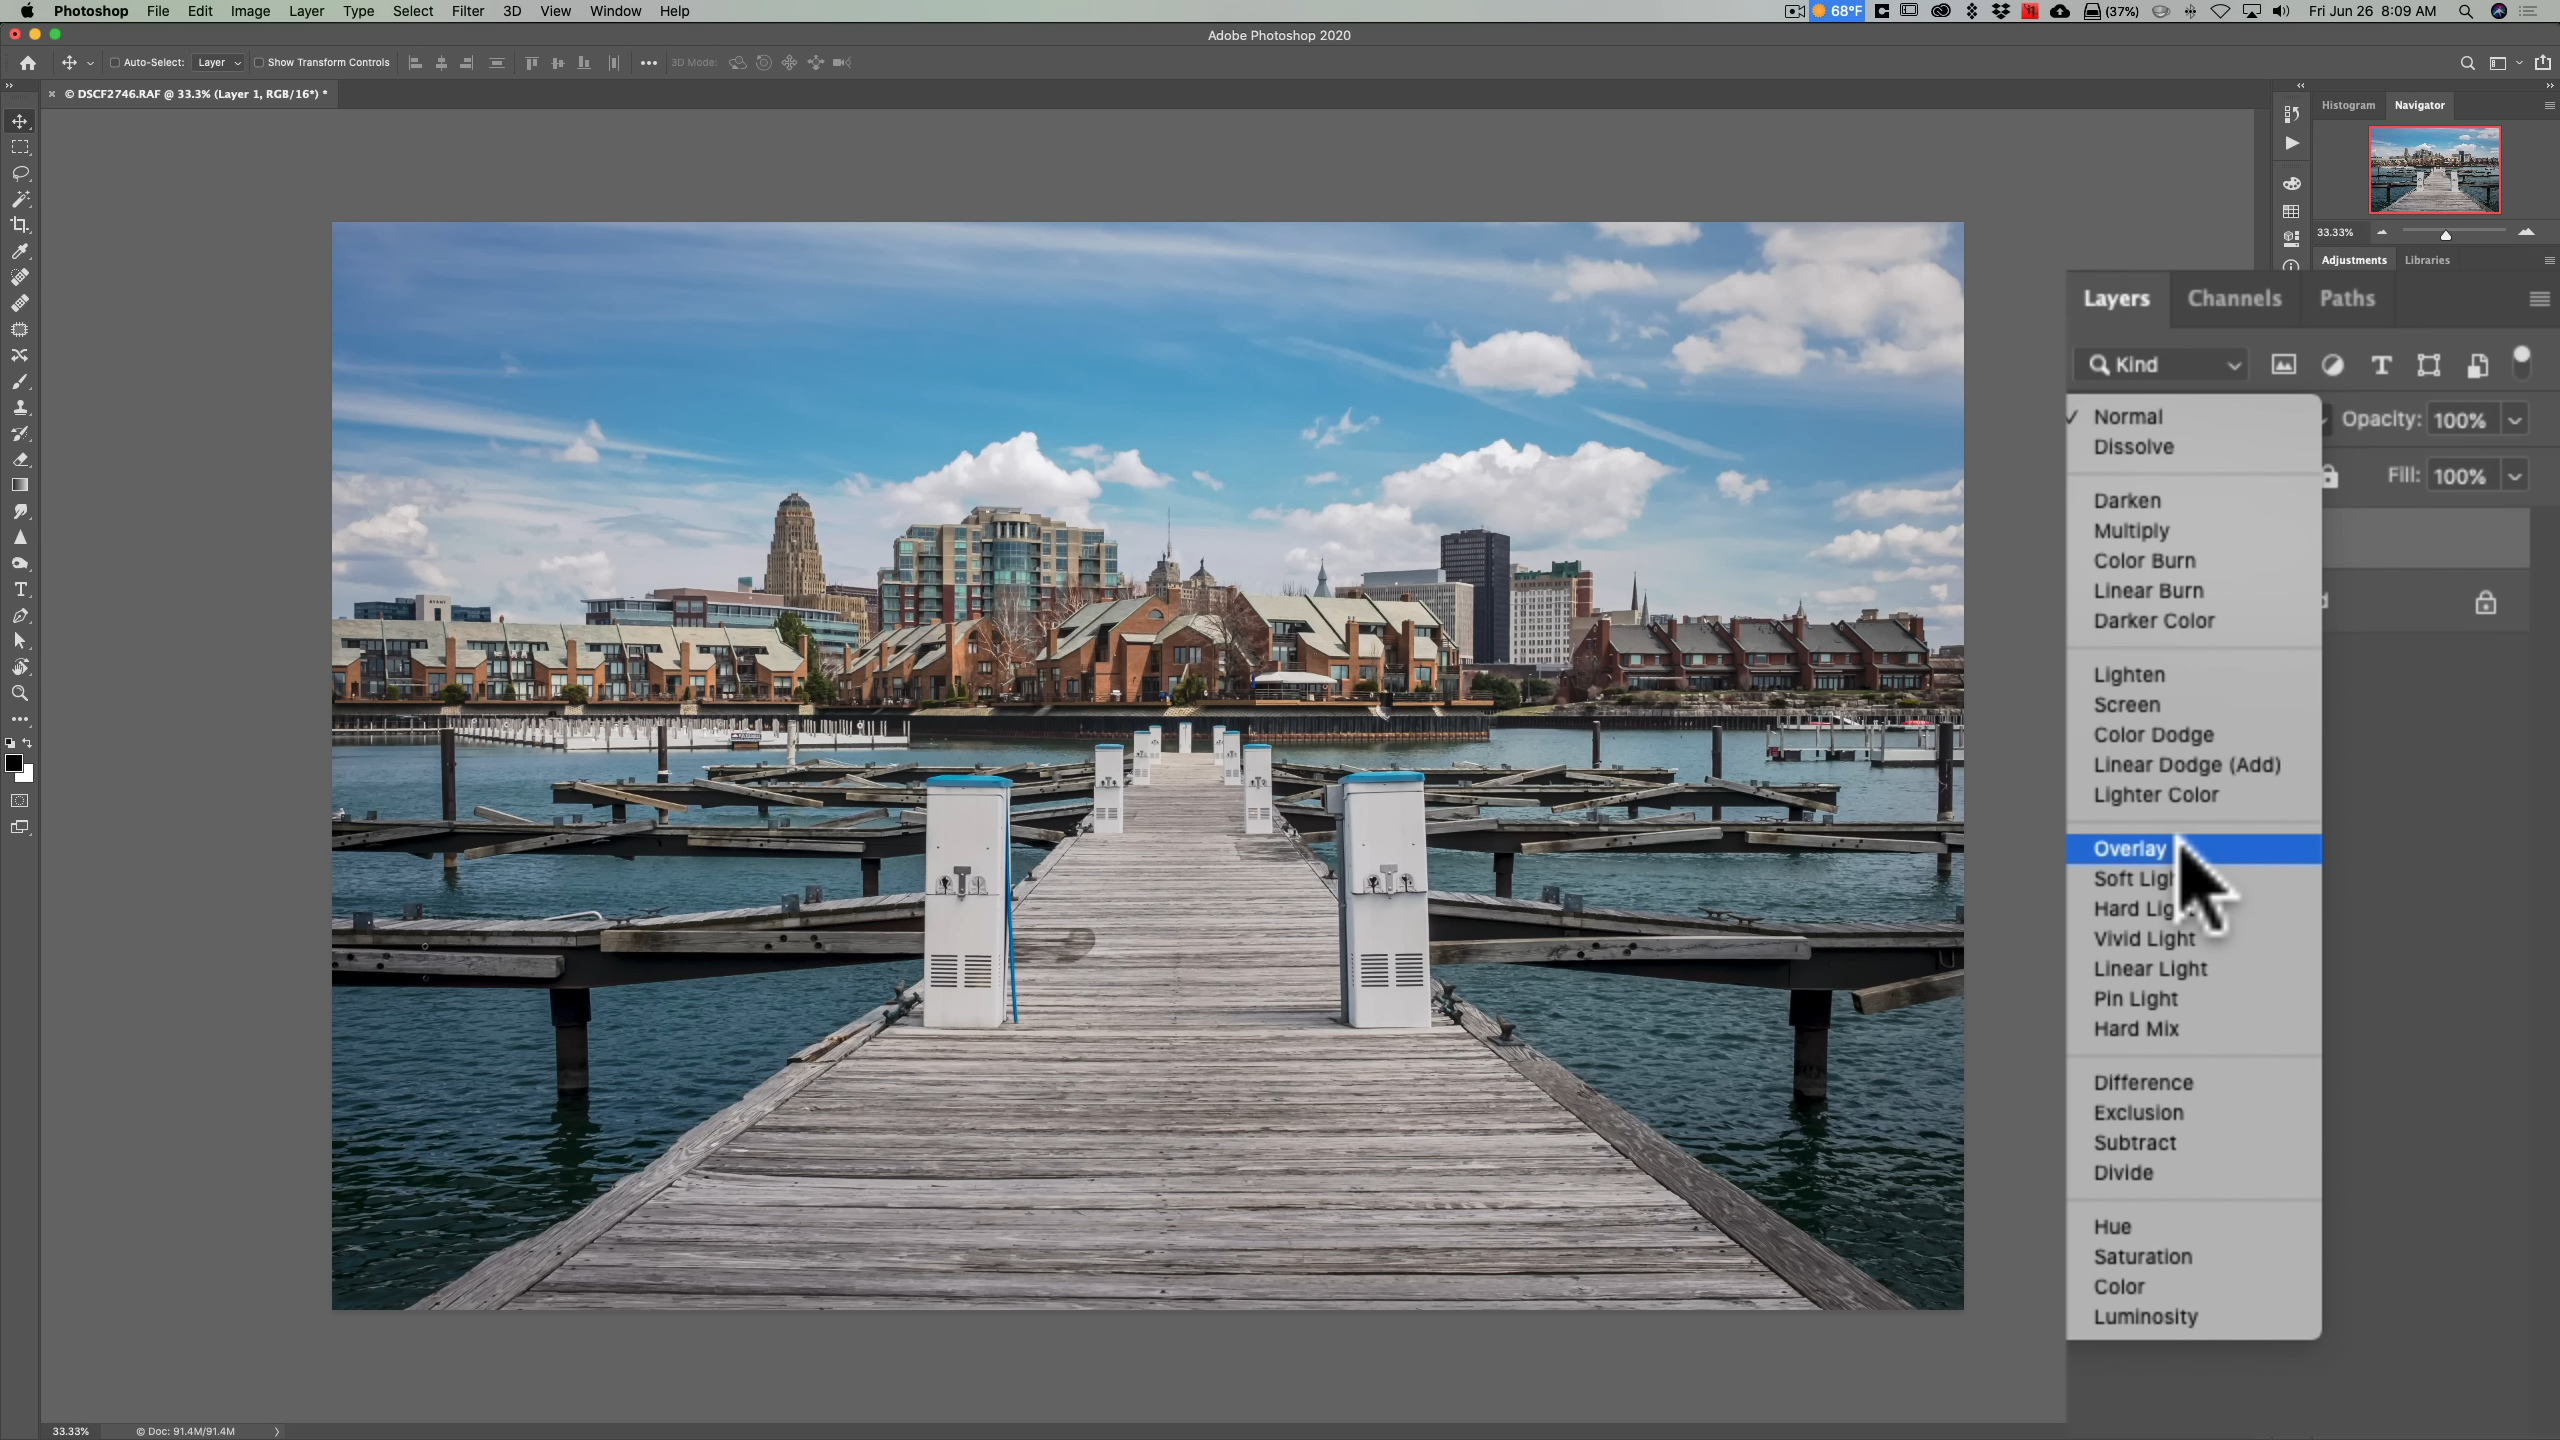 Photoshop File Edit Image Layer Type Select Filter 3D View Window Help 68°F (37%) Fri Jun 26 8:09 AM
Adobe Photoshop 2020
Auto-Select: Layer Show Transform Controls 3D Mode:
× © DSCF2746.RAF @ 33.3% (Layer 1, RGB/16*) *
Histogram Navigator
33.33%
Adjustments Libraries
Layers Channels Paths
Kind
✓ Normal
Opacity: 100%
Dissolve
Fill: 100%
Darken
Multiply
Color Burn
Linear Burn
Darker Color
Lighten
Screen
Color Dodge
Linear Dodge (Add)
Lighter Color
Overlay
Soft Ligh
Hard Lig
Vivid Light
Linear Light
Pin Light
Hard Mix
Difference
Exclusion
Subtract
Divide
Hue
Saturation
Color
Luminosity
33.33% © Doc: 91.4M/91.4M